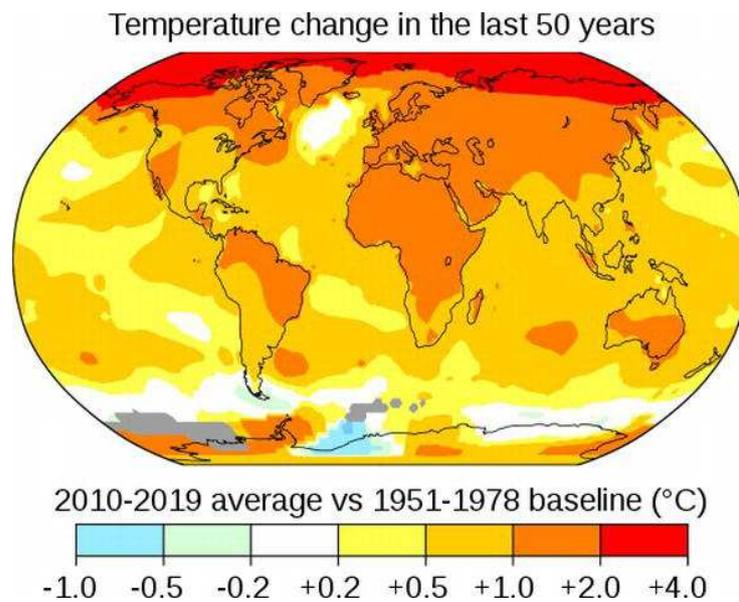 Temperature change in the last 50 years
2010-2019 average vs 1951-1978 baseline (°C)
-1.0 -0.5 -0.2 +0.2 +0.5 +1.0 +2.0 +4.0